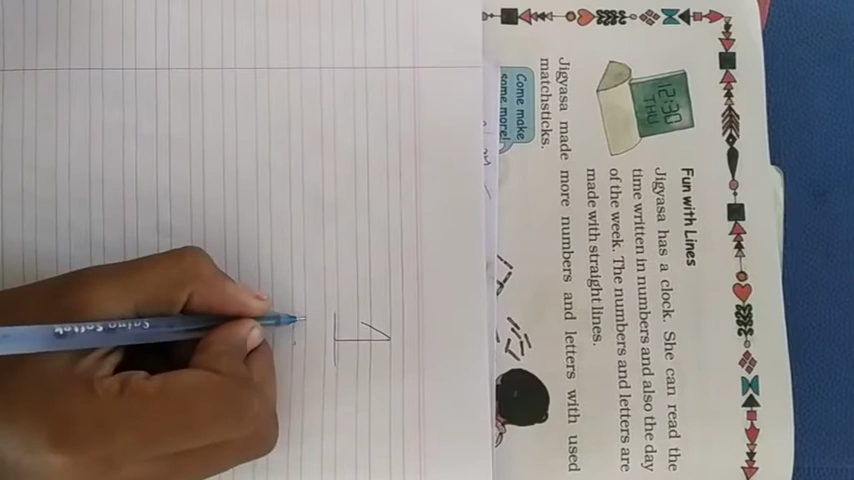 Fun with Lines
12:30
THU
Jigyasa has a clock. She can read the
time written in numbers and also the day
of the week. The numbers and letters are
made with straight lines.
Jigyasa made more numbers and letters with used
matchsticks.
Come make
some more!
1